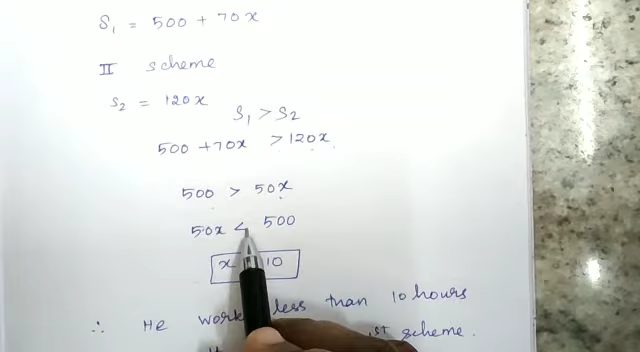 S₁ = 500 + 70x
II scheme
S₂ = 120x
S₁ > S₂
500 + 70x > 120x
500 > 50x
50x < 500
x 10
∴ He work less than 10 hours
ist scheme.